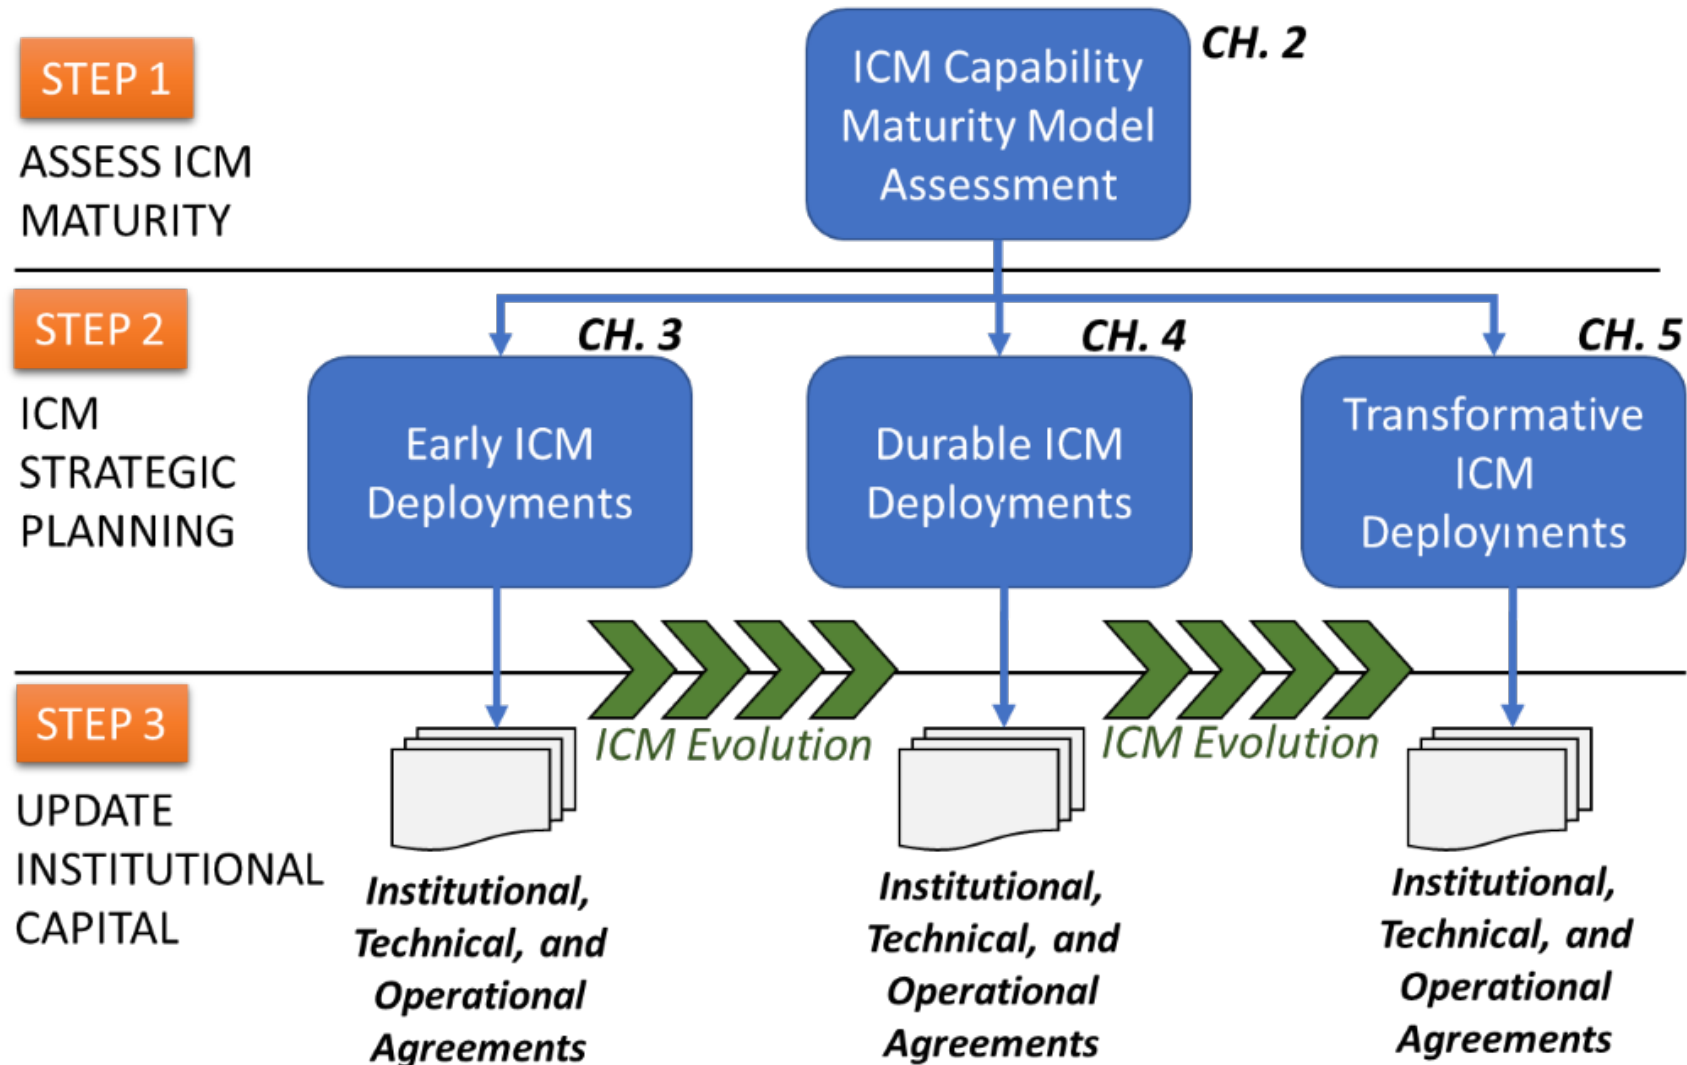 STEP 1
ASSESS ICM
MATURITY
ICM Capability
Maturity Model
Assessment
CH. 2
STEP 2
ICM
STRATEGIC
PLANNING
CH. 3
Early ICM
Deployments
CH. 4
Durable ICM
Deployments
CH. 5
Transformative
ICM
Deployments
STEP 3
UPDATE
INSTITUTIONAL
CAPITAL
ICM Evolution
ICM Evolution
Institutional,
Technical, and
Operational
Agreements
Institutional,
Technical, and
Operational
Agreements
Institutional,
Technical, and
Operational
Agreements